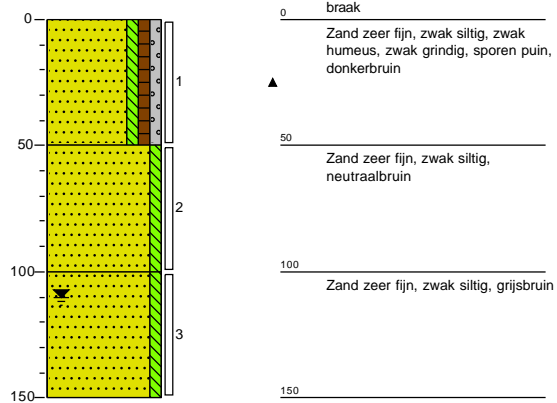 braak
0
0
Zand zeer fijn, zwak siltig, zwak
humeus, zwak grindig, sporen puin,
donkerbruin
1
50
50
Zand zeer fijn, zwak siltig,
neutraalbruin
2
100
100
Zand zeer fijn, zwak siltig, grijsbruin
3
150
150